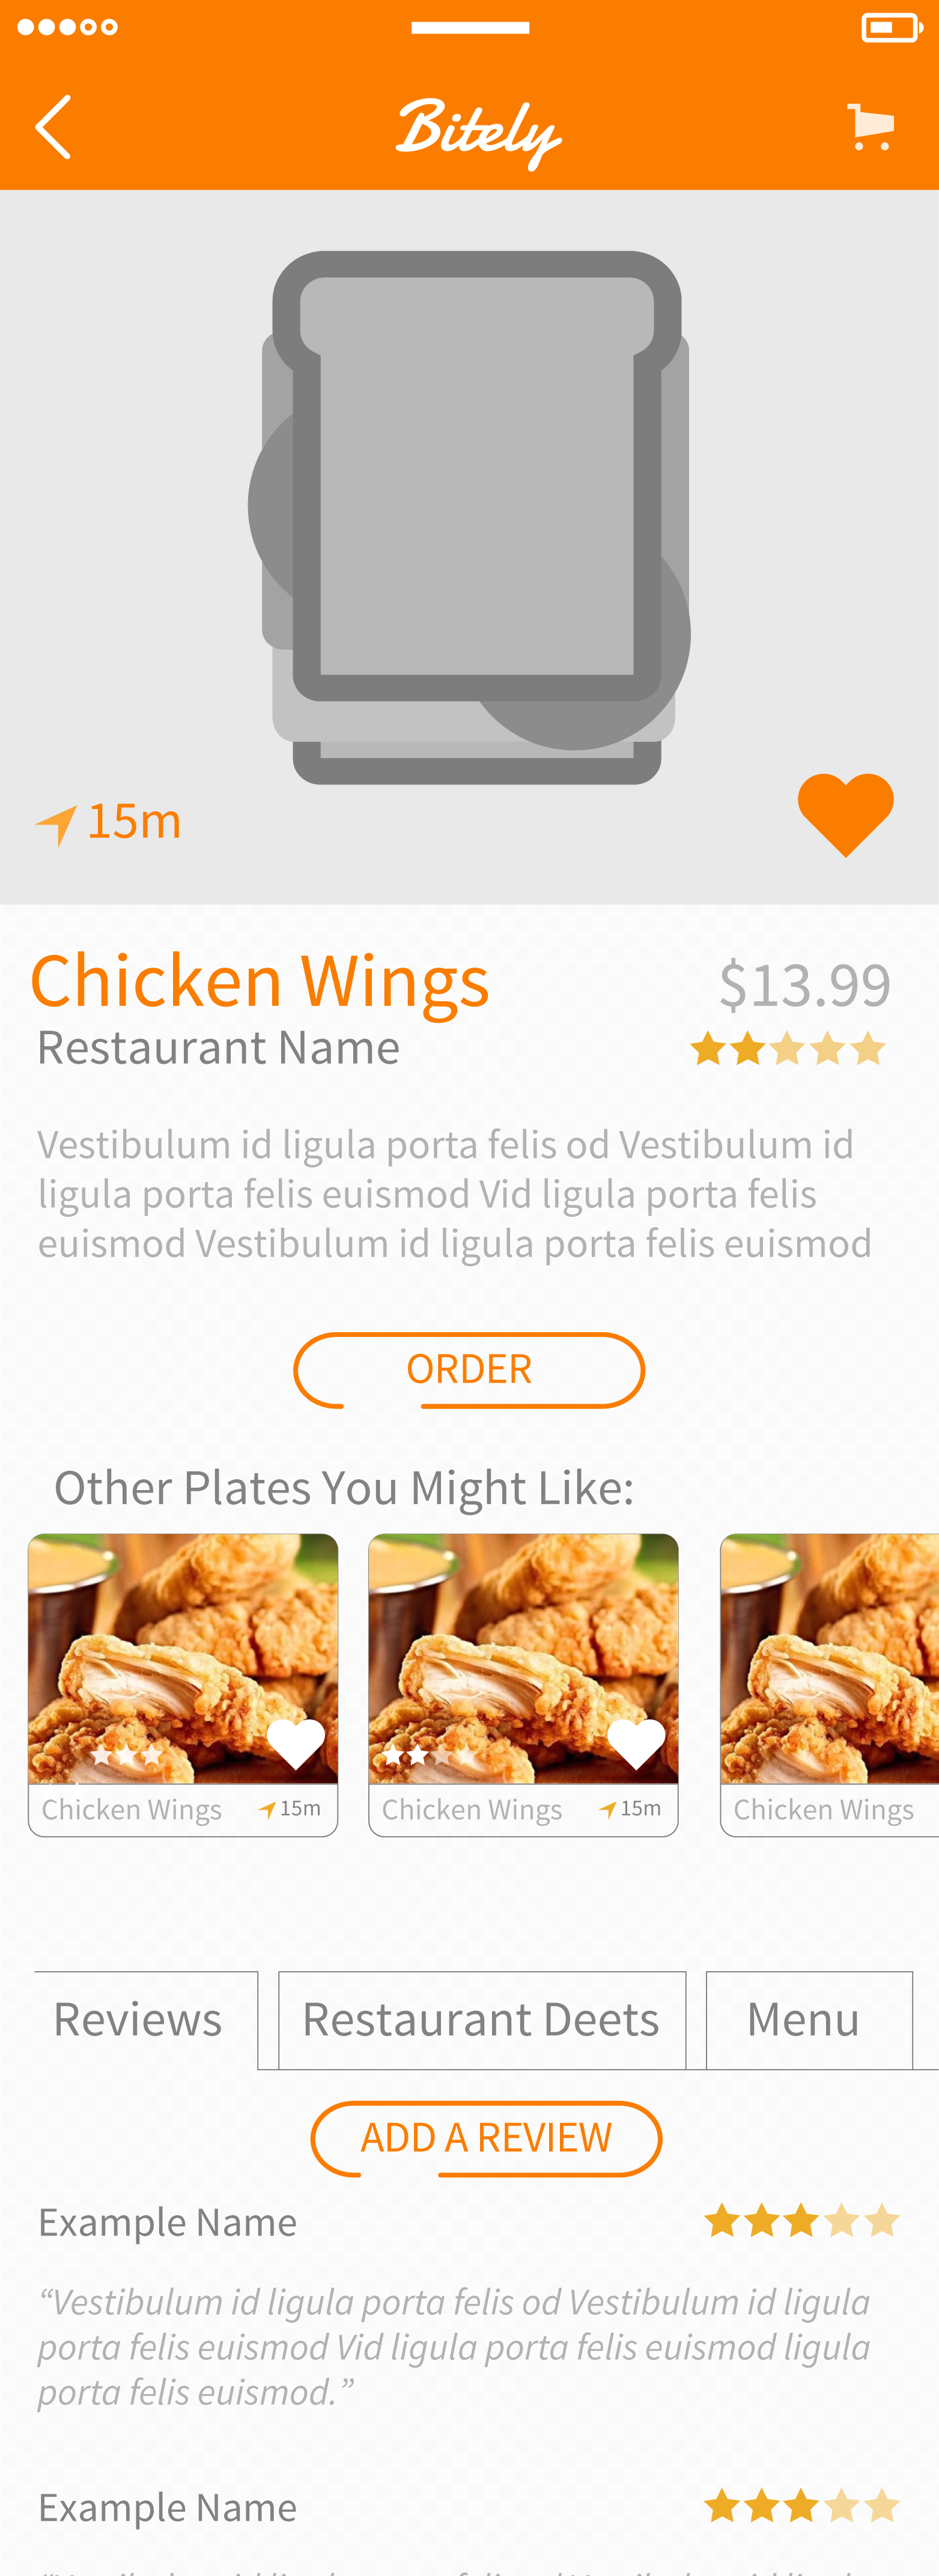 Bitely
15m
Chicken Wings
$13.99
Restaurant Name
Vestibulum id ligula porta felis od Vestibulum id
ligula porta felis euismod Vid ligula porta felis
euismod Vestibulum id ligula porta felis euismod
ORDER
Other Plates You Might Like:
Chicken Wings
15m
Chicken Wings
15m
Chicken Wings
Reviews
Restaurant Deets
Menu
ADD A REVIEW
Example Name
“Vestibulum id ligula porta felis od Vestibulum id ligula
porta felis euismod Vid ligula porta felis euismod ligula
porta felis euismod.”
Example Name